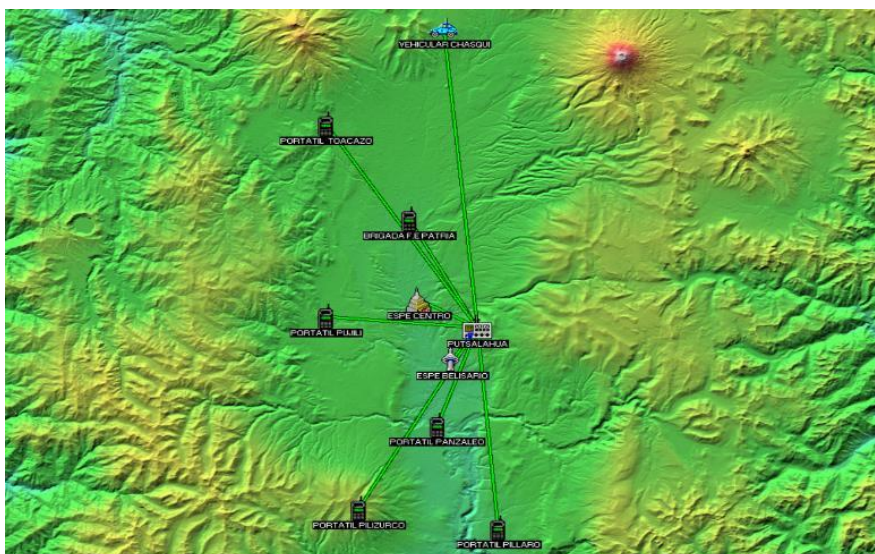 VEHICULAR CHASQUI
PORTATIL TOACAZO
BRIGADA F.E PATRIA
ESPE CENTRO
PORTATIL PUJILI
PUTSALAHUA
ESPE BELISARIO
PORTATIL PANZALEO
PORTATIL PILIZURCO
PORTATIL PILLARO